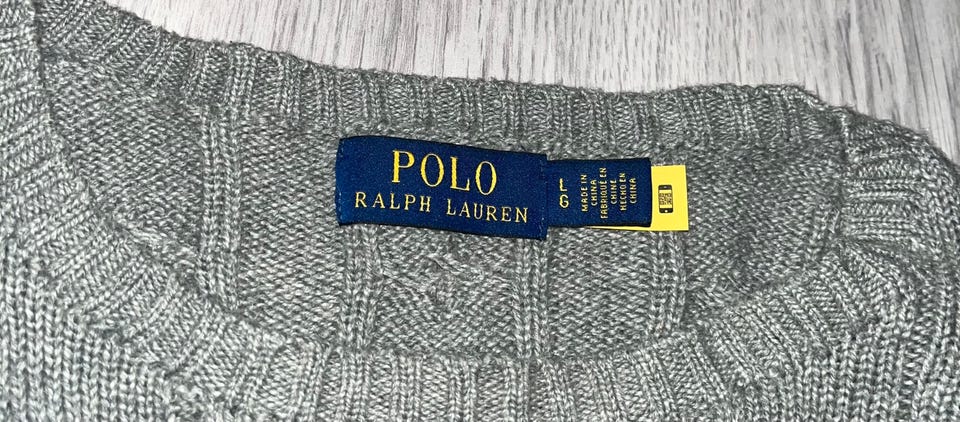 POLO
RALPH LAUREN
L
G
MADE IN
CHINA
FABRIQUÉ EN
CHINE
HECHO EN
CHINA